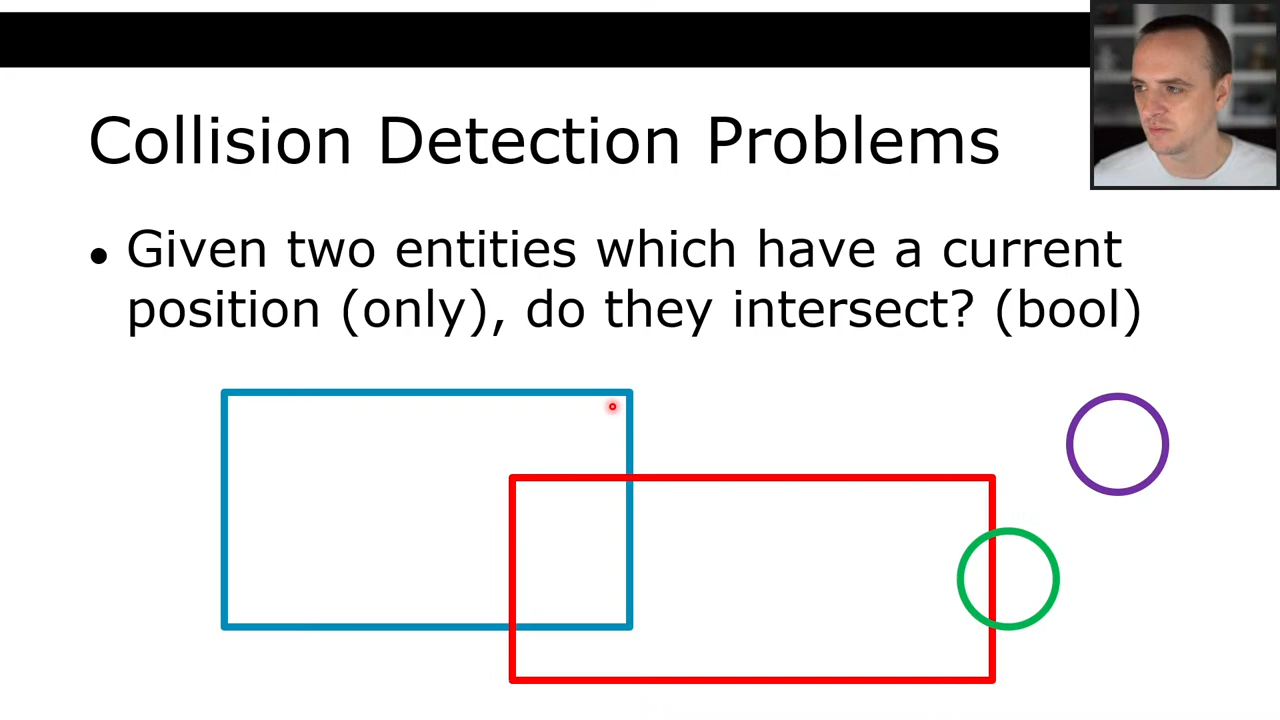 Collision Detection Problems
• Given two entities which have a current
position (only), do they intersect? (bool)